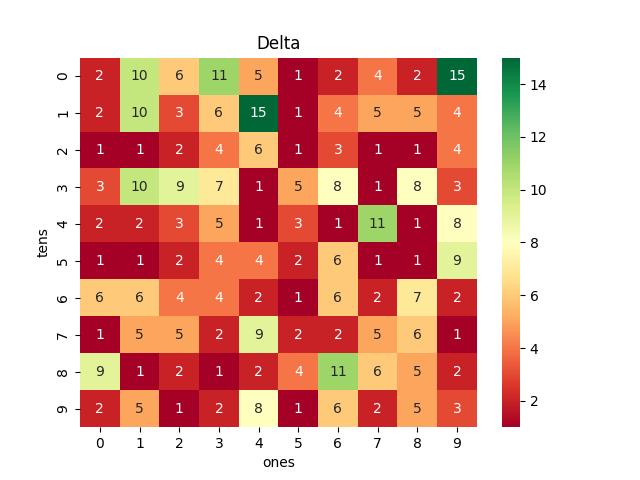 Delta
0 2 10 6 11 5 1 2 4 2 15
1 2 10 3 6 15 1 4 5 5 4
2 1 1 2 4 6 1 3 1 1 4
3 3 10 9 7 1 5 8 1 8 3
4 2 2 3 5 1 3 1 11 1 8
5 1 1 2 4 4 2 6 1 1 9
6 6 6 4 4 2 1 6 2 7 2
7 1 5 5 2 9 2 2 5 6 1
8 9 1 2 1 2 4 11 6 5 2
9 2 5 1 2 8 1 6 2 5 3
0 1 2 3 4 5 6 7 8 9
ones
tens
14
12
10
8
6
4
2